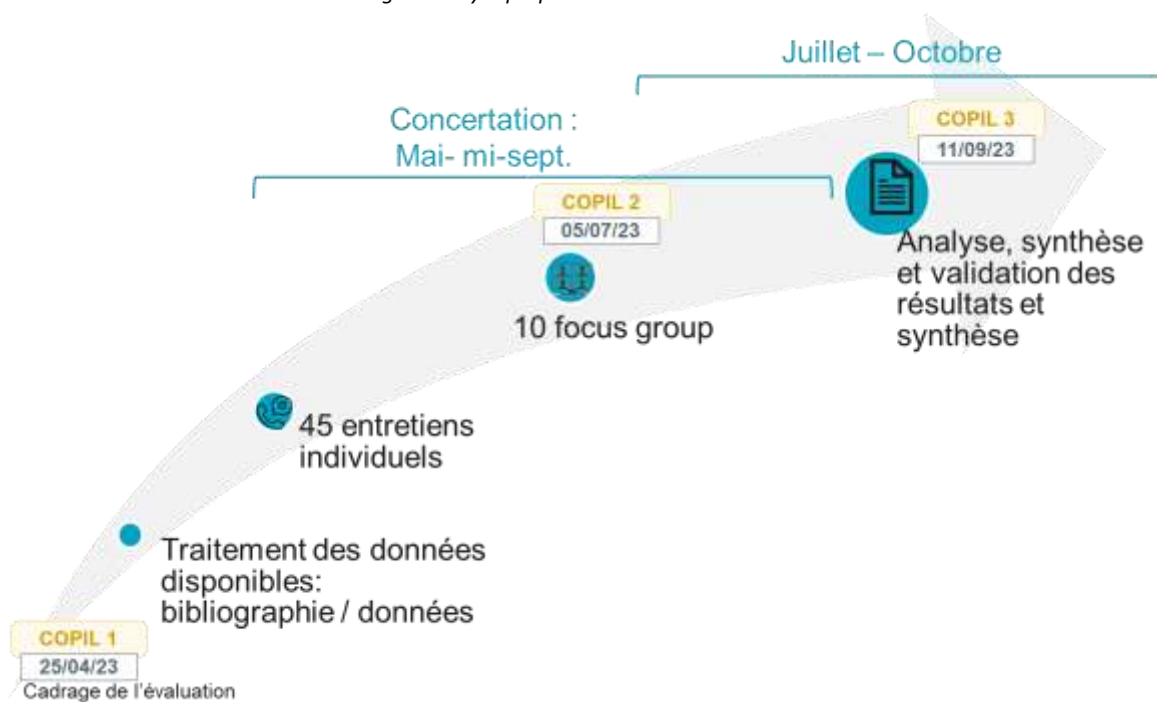 Juillet – Octobre
Concertation :
Mai- mi-sept.
COPIL 3
11/09/23
COPIL 2
05/07/23
Analyse, synthèse
et validation des
résultats et
synthèse
10 focus group
45 entretiens
individuels
Traitement des données
disponibles:
bibliographie / données
COPIL 1
25/04/23
Cadrage de l'évaluation